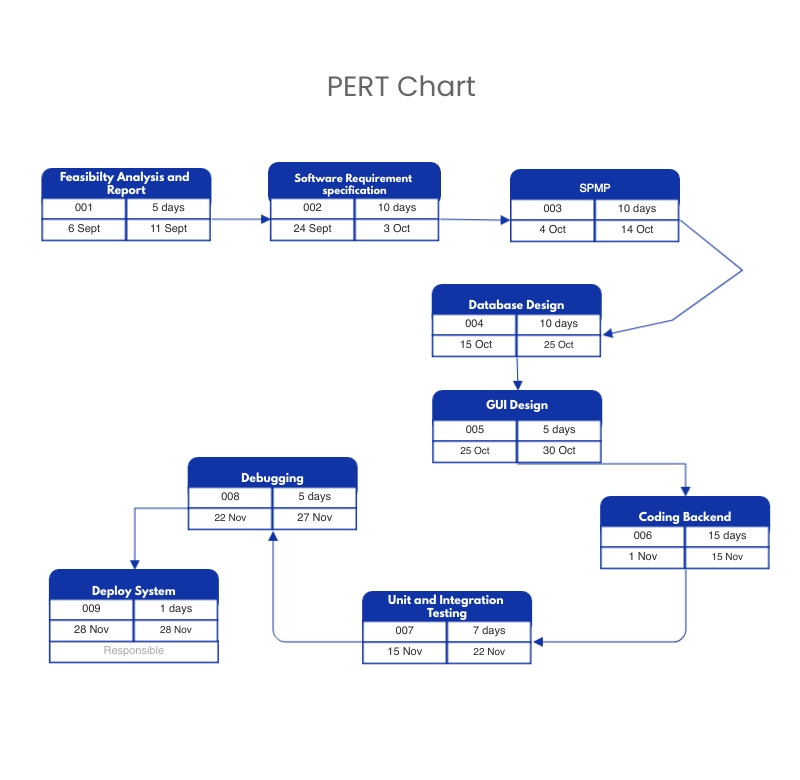 PERT Chart
Feasibilty Analysis and
Report
001 5 days
6 Sept 11 Sept
Software Requirement
specification
002 10 days
24 Sept 3 Oct
SPMP
003 10 days
4 Oct 14 Oct
Database Design
004 10 days
15 Oct 25 Oct
GUI Design
005 5 days
25 Oct 30 Oct
Coding Backend
006 15 days
1 Nov 15 Nov
Unit and Integration
Testing
007 7 days
15 Nov 22 Nov
Debugging
008 5 days
22 Nov 27 Nov
Deploy System
009 1 days
28 Nov 28 Nov
Responsible